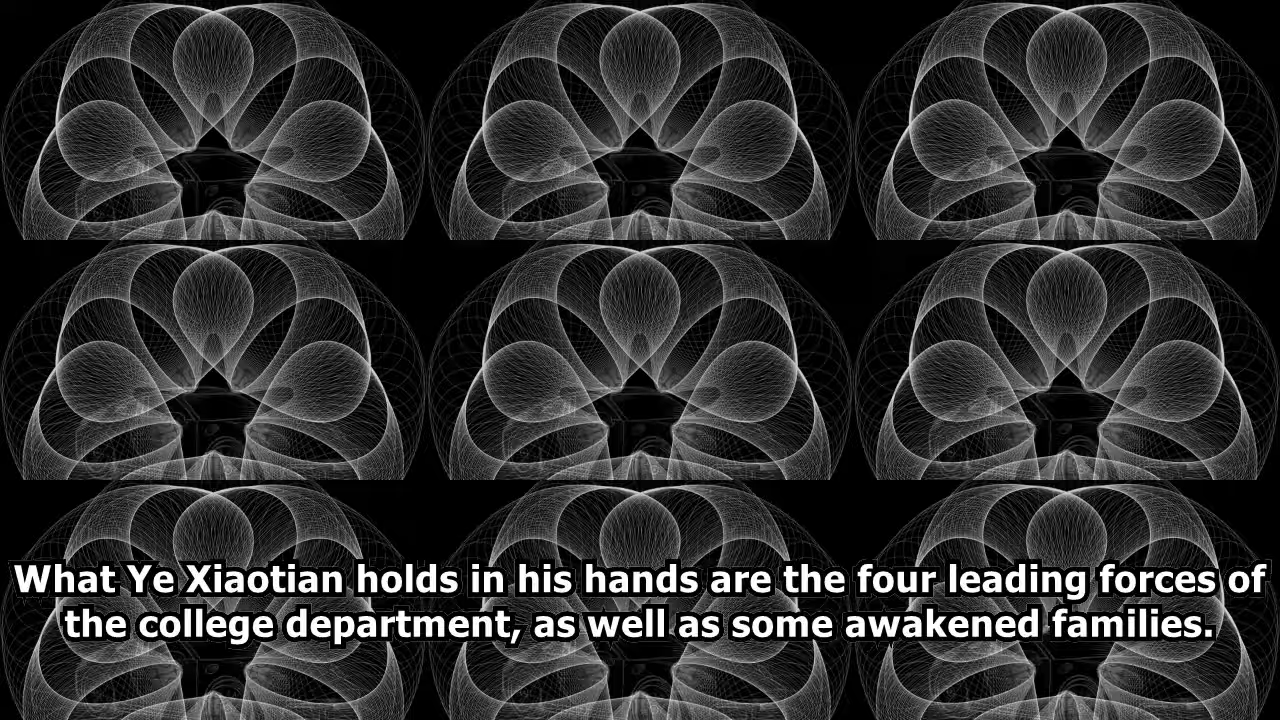 What Ye Xiaotian holds in his hands are the four leading forces of
the college department, as well as some awakened families.